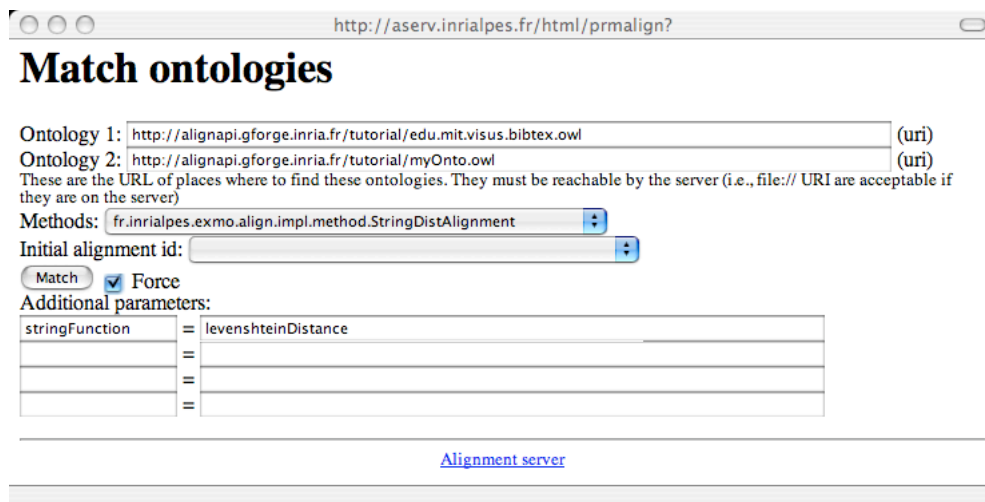 http://aserv.inrialpes.fr/html/prmalign?
Match ontologies
Ontology 1: http://alignapi.gforge.inria.fr/tutorial/edu.mit.visus.bibtex.owl (uri)
Ontology 2: http://alignapi.gforge.inria.fr/tutorial/myOnto.owl (uri)
These are the URL of places where to find these ontologies. They must be reachable by the server (i.e., file:// URI are acceptable if
they are on the server)
Methods: fr.inrialpes.exmo.align.impl.method.StringDistAlignment
Initial alignment id:
Match Force
Additional parameters:
stringFunction = levenshteinDistance
=
=
=
Alignment server